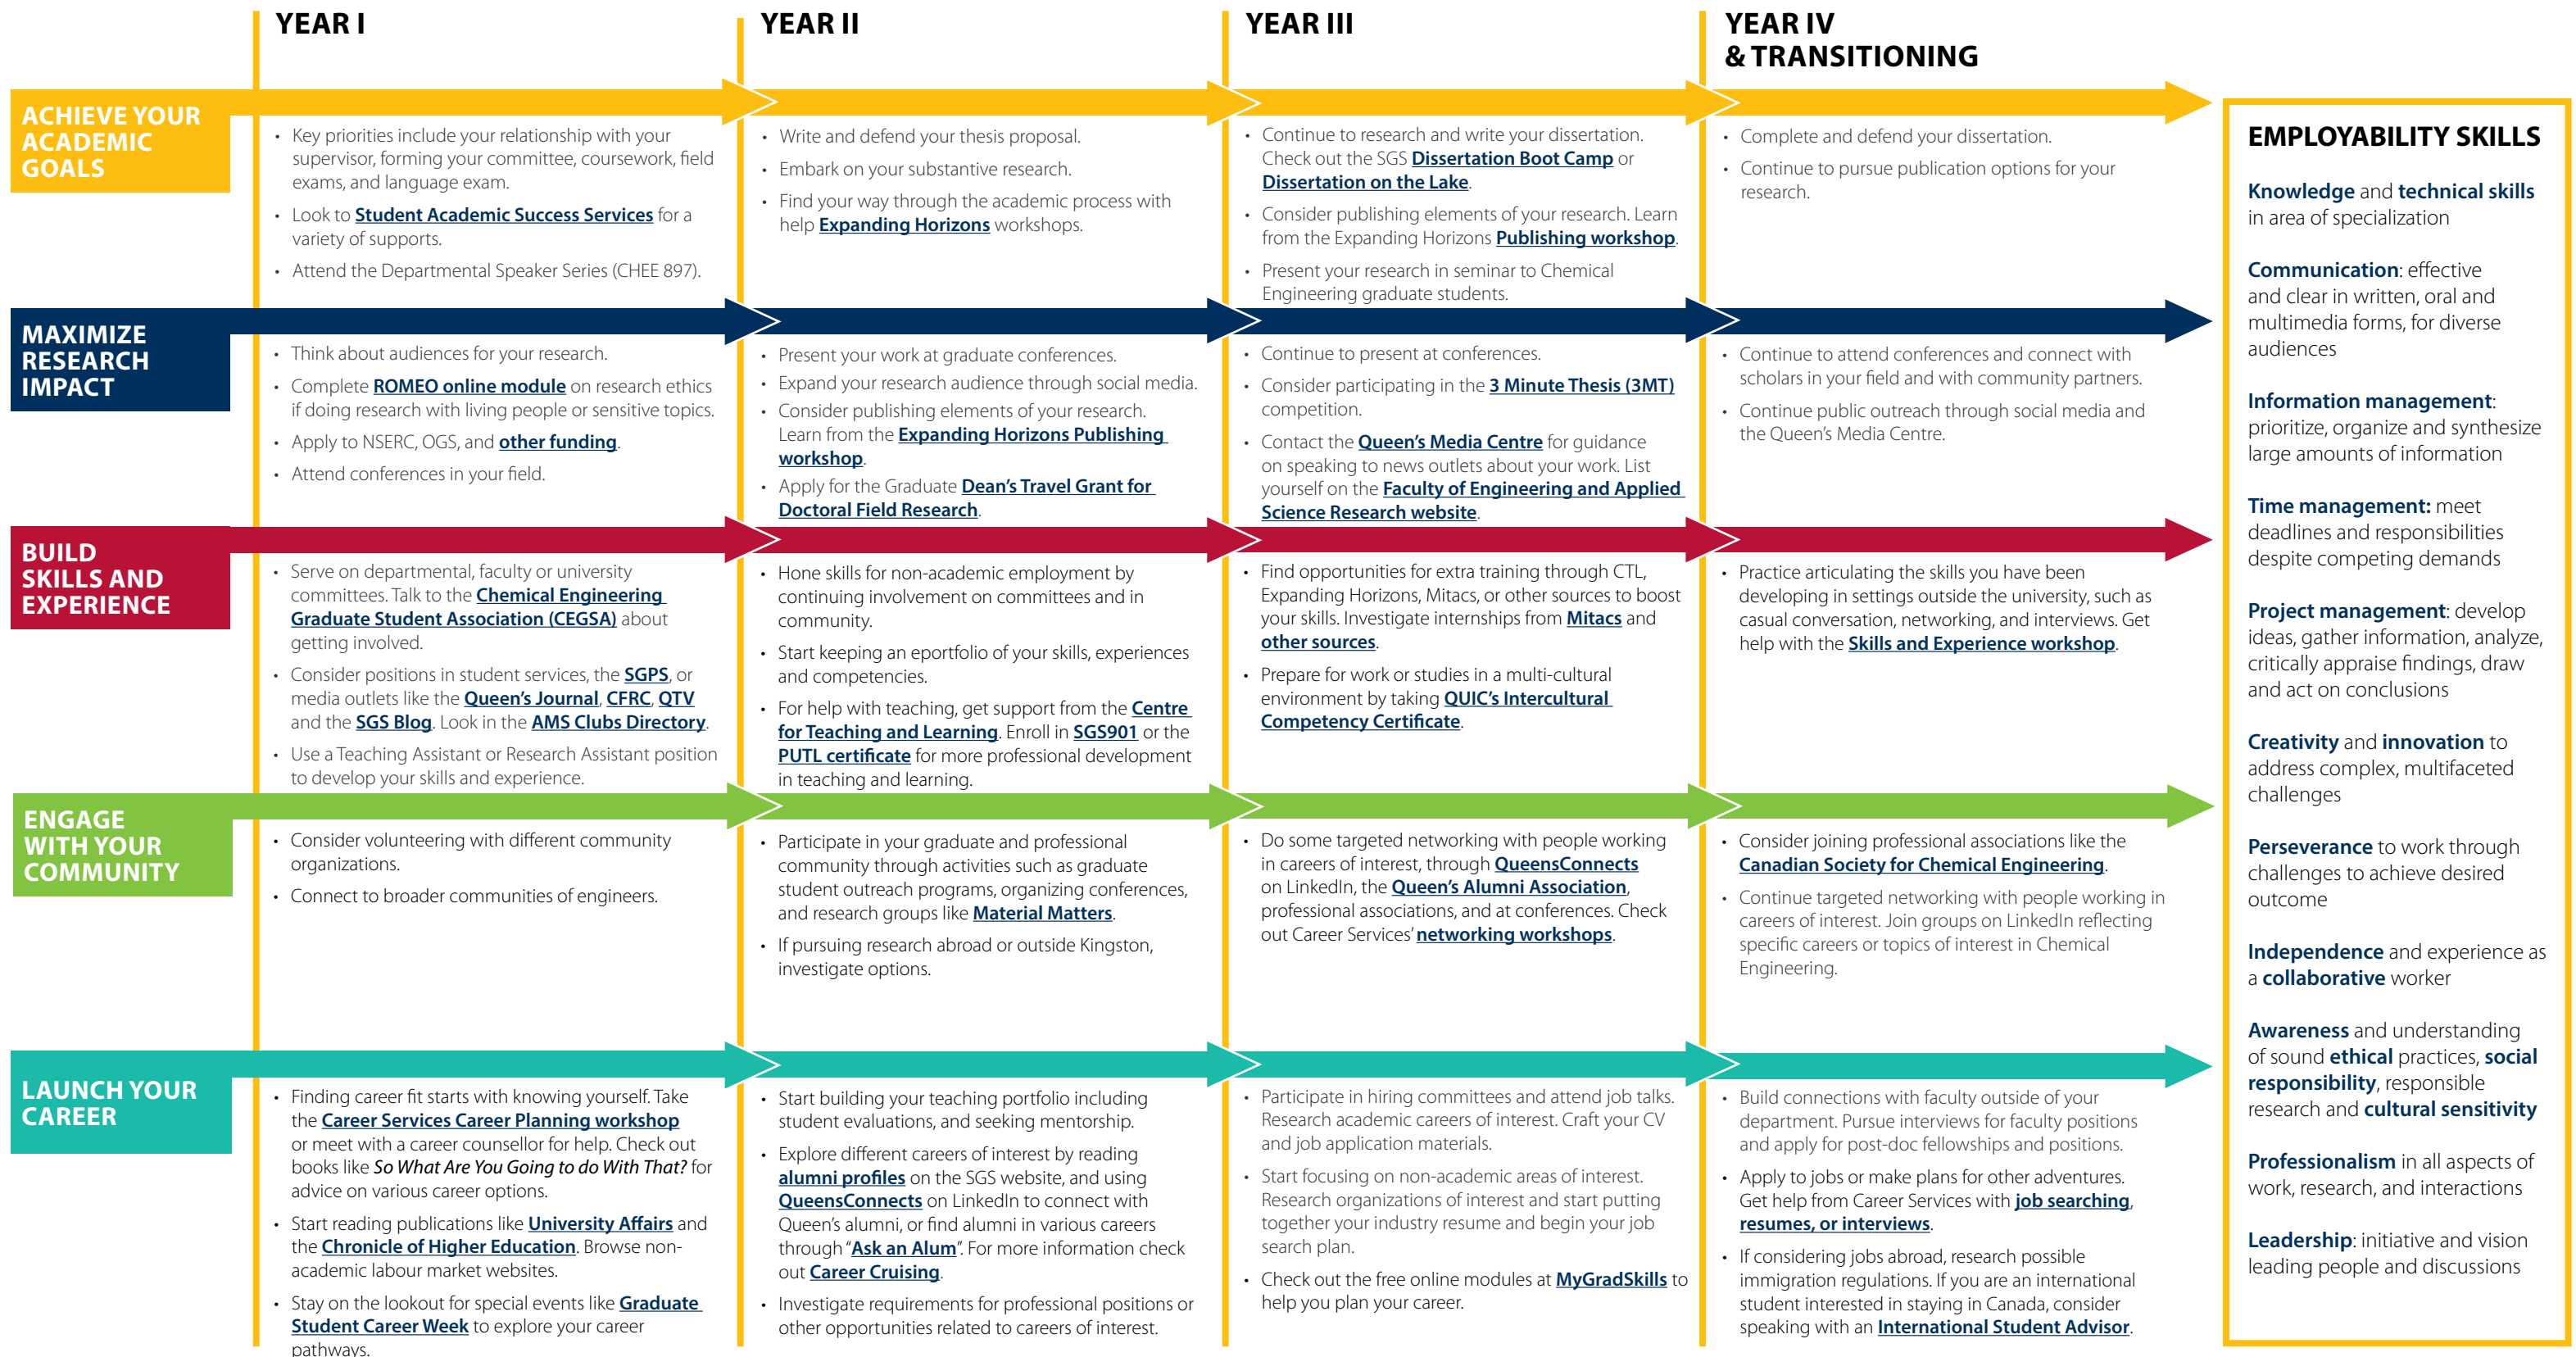 YEAR I
YEAR II
YEAR III
YEAR IV
& TRANSITIONING
ACHIEVE YOUR
ACADEMIC
GOALS
• Key priorities include your relationship with your
supervisor, forming your committee, coursework, field
exams, and language exam.
• Look to Student Academic Success Services for a
variety of supports.
• Attend the Departmental Speaker Series (CHEE 897).
• Write and defend your thesis proposal.
• Embark on your substantive research.
• Find your way through the academic process with
help Expanding Horizons workshops.
• Continue to research and write your dissertation.
Check out the SGS Dissertation Boot Camp or
Dissertation on the Lake.
• Consider publishing elements of your research. Learn
from the Expanding Horizons Publishing workshop.
• Present your research in seminar to Chemical
Engineering graduate students.
• Complete and defend your dissertation.
• Continue to pursue publication options for your
research.
MAXIMIZE
RESEARCH
IMPACT
• Think about audiences for your research.
• Complete ROMEO online module on research ethics
if doing research with living people or sensitive topics.
• Apply to NSERC, OGS, and other funding.
• Attend conferences in your field.
• Present your work at graduate conferences.
• Expand your research audience through social media.
• Consider publishing elements of your research.
Learn from the Expanding Horizons Publishing
workshop.
• Apply for the Graduate Dean's Travel Grant for
Doctoral Field Research.
• Continue to present at conferences.
• Consider participating in the 3 Minute Thesis (3MT)
competition.
• Contact the Queen's Media Centre for guidance
on speaking to news outlets about your work. List
yourself on the Faculty of Engineering and Applied
Science Research website.
• Continue to attend conferences and connect with
scholars in your field and with community partners.
• Continue public outreach through social media and
the Queen's Media Centre.
BUILD
SKILLS AND
EXPERIENCE
• Serve on departmental, faculty or university
committees. Talk to the Chemical Engineering
Graduate Student Association (CEGSA) about
getting involved.
• Consider positions in student services, the SGPS, or
media outlets like the Queen's Journal, CFRC, QTV
and the SGS Blog. Look in the AMS Clubs Directory.
• Use a Teaching Assistant or Research Assistant position
to develop your skills and experience.
• Hone skills for non-academic employment by
continuing involvement on committees and in
community.
• Start keeping an eportfolio of your skills, experiences
and competencies.
• For help with teaching, get support from the Centre
for Teaching and Learning. Enroll in SGS901 or the
PUTL certificate for more professional development
in teaching and learning.
• Find opportunities for extra training through CTL,
Expanding Horizons, Mitacs, or other sources to boost
your skills. Investigate internships from Mitacs and
other sources.
• Prepare for work or studies in a multi-cultural
environment by taking QUIC's Intercultural
Competency Certificate.
• Practice articulating the skills you have been
developing in settings outside the university, such as
casual conversation, networking, and interviews. Get
help with the Skills and Experience workshop.
ENGAGE
WITH YOUR
COMMUNITY
• Consider volunteering with different community
organizations.
• Connect to broader communities of engineers.
• Participate in your graduate and professional
community through activities such as graduate
student outreach programs, organizing conferences,
and research groups like Material Matters.
• If pursuing research abroad or outside Kingston,
investigate options.
• Do some targeted networking with people working
in careers of interest, through QueensConnects
on LinkedIn, the Queen's Alumni Association,
professional associations, and at conferences. Check
out Career Services' networking workshops.
• Consider joining professional associations like the
Canadian Society for Chemical Engineering.
• Continue targeted networking with people working in
careers of interest. Join groups on LinkedIn reflecting
specific careers or topics of interest in Chemical
Engineering.
LAUNCH YOUR
CAREER
• Finding career fit starts with knowing yourself. Take
the Career Services Career Planning workshop
or meet with a career counsellor for help. Check out
books like So What Are You Going to do With That? for
advice on various career options.
• Start reading publications like University Affairs and
the Chronicle of Higher Education. Browse non-
academic labour market websites.
• Stay on the lookout for special events like Graduate
Student Career Week to explore your career
pathways.
• Start building your teaching portfolio including
student evaluations, and seeking mentorship.
• Explore different careers of interest by reading
alumni profiles on the SGS website, and using
QueensConnects on LinkedIn to connect with
Queen's alumni, or find alumni in various careers
through "Ask an Alum". For more information check
out Career Cruising.
• Investigate requirements for professional positions or
other opportunities related to careers of interest.
• Participate in hiring committees and attend job talks.
Research academic careers of interest. Craft your CV
and job application materials.
• Start focusing on non-academic areas of interest.
Research organizations of interest and start putting
together your industry resume and begin your job
search plan.
• Check out the free online modules at MyGradSkills to
help you plan your career.
• Build connections with faculty outside of your
department. Pursue interviews for faculty positions
and apply for post-doc fellowships and positions.
• Apply to jobs or make plans for other adventures.
Get help from Career Services with job searching,
resumes, or interviews.
• If considering jobs abroad, research possible
immigration regulations. If you are an international
student interested in staying in Canada, consider
speaking with an International Student Advisor.
EMPLOYABILITY SKILLS
Knowledge and technical skills
in area of specialization
Communication: effective
and clear in written, oral and
multimedia forms, for diverse
audiences
Information management:
prioritize, organize and synthesize
large amounts of information
Time management: meet
deadlines and responsibilities
despite competing demands
Project management: develop
ideas, gather information, analyze,
critically appraise findings, draw
and act on conclusions
Creativity and innovation to
address complex, multifaceted
challenges
Perseverance to work through
challenges to achieve desired
outcome
Independence and experience as
a collaborative worker
Awareness and understanding
of sound ethical practices, social
responsibility, responsible
research and cultural sensitivity
Professionalism in all aspects of
work, research, and interactions
Leadership: initiative and vision
leading people and discussions